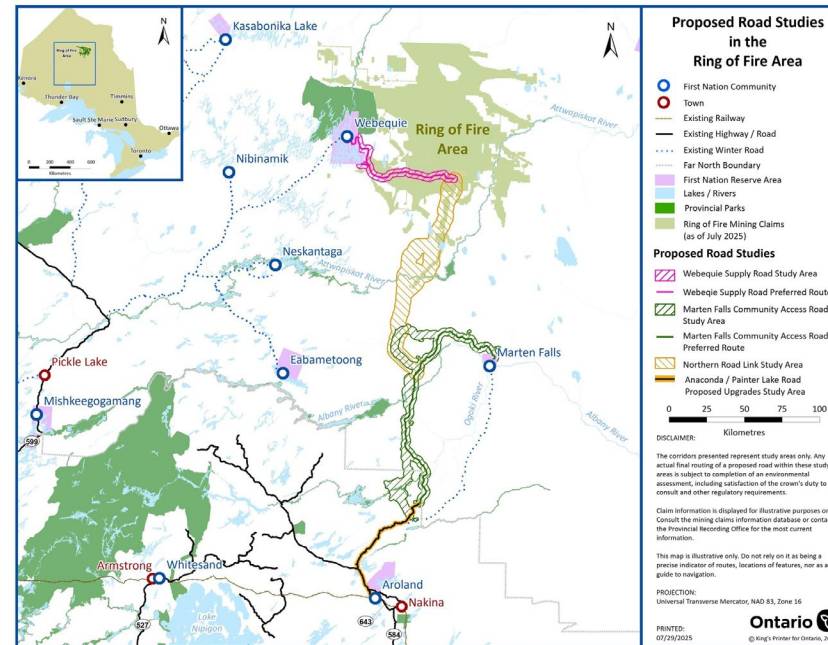 Proposed Road Studies
in the
Ring of Fire Area
First Nation Community
Town
Existing Railway
Existing Highway / Road
Existing Winter Road
Far North Boundary
First Nation Reserve Area
Lakes / Rivers
Provincial Parks
Ring of Fire Mining Claims
(as of July 2025)
Proposed Road Studies
Webequie Supply Road Study Area
Webeqie Supply Road Preferred Route
Marten Falls Community Access Road
Study Area
Marten Falls Community Access Road
Preferred Route
Northern Road Link Study Area
Anaconda / Painter Lake Road
Proposed Upgrades Study Area
0 25 50 75 100
Kilometres
DISCLAIMER:
The corridors presented represent study areas only. Any
actual final routing of a proposed road within these study
areas is subject to completion of an environmental
assessment, including satisfaction of the crown's duty to
consult and other regulatory requirements.
Claim information is displayed for illustrative purposes on
Consult the mining claims information database or conta
the Provincial Recording Office for the most current
information.
This map is illustrative only. Do not rely on it as being a
precise indicator of routes, locations of features, nor as a
guide to navigation.
PROJECTION:
Universal Transverse Mercator, NAD 83, Zone 16
PRINTED:
07/29/2025
Ontario
© King's Printer for Ontario, 20
N
Ring of Fire
Area
Kenora
Thunder Bay
Timmins
Sault Ste Marie
Sudbury
Ottawa
Toronto
0 200 400 600
Kilometres
N
N
Kasabonika Lake
Webequie
Ring of Fire
Area
Attwapiskat River
Nibinamik
Neskantaga
Attwapiskat River
Pickle Lake
Eabametoong
Marten Falls
Mishkeegogamang
Albany River
Ogoki River
Albany River
599
Armstrong
Whitesand
Aroland
Nakina
Lake
Nipigon
527
643
584